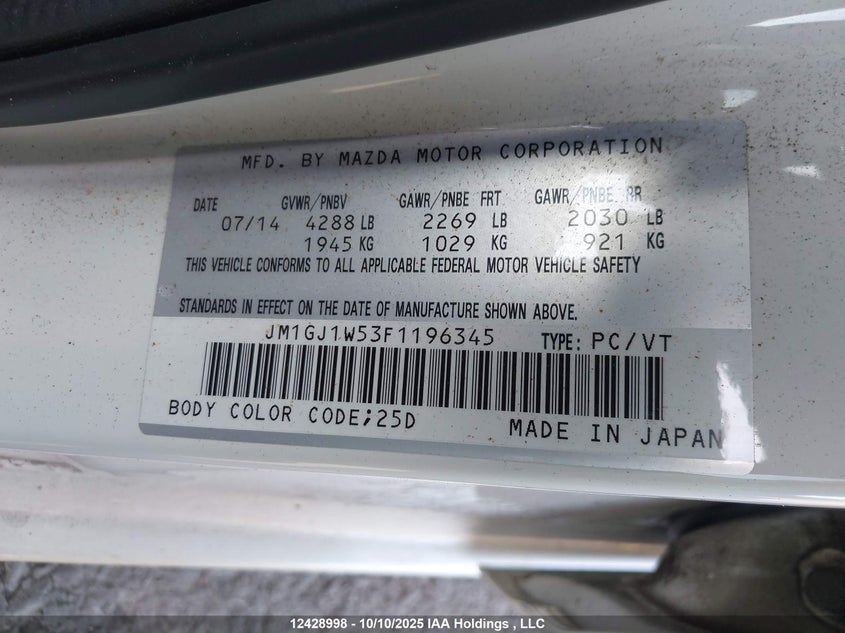 MFD. BY MAZDA MOTOR CORPORATION
DATE GVWR/PNBV GAWR/PNBE FRT GAWR/PNBE RR
07/14 4288 LB 2269 LB 2030 LB
1945 KG 1029 KG 921 KG
THIS VEHICLE CONFORMS TO ALL APPLICABLE FEDERAL MOTOR VEHICLE SAFETY
STANDARDS IN EFFECT ON THE DATE OF MANUFACTURE SHOWN ABOVE.
JM1GJ1W53F1196345 TYPE: PC/VT
BODY COLOR CODE;25D MADE IN JAPAN
12428998 - 10/10/2025 IAA Holdings , LLC